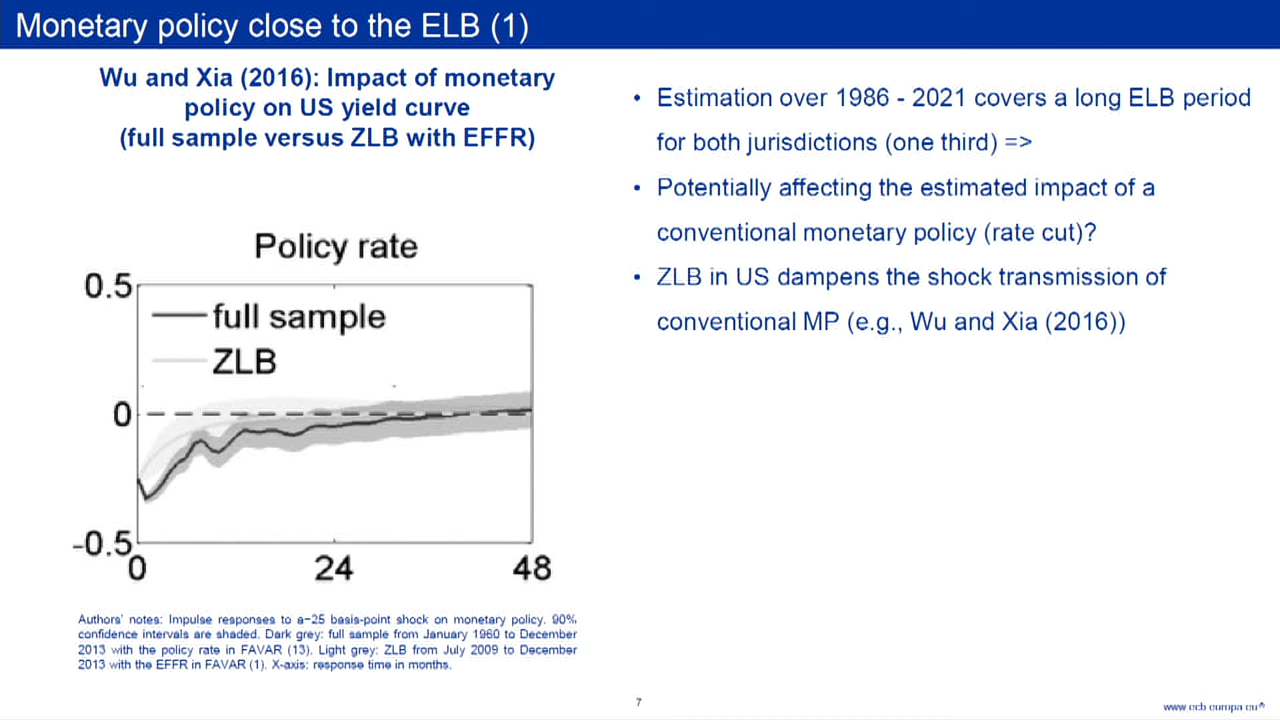 Monetary policy close to the ELB (1)
Wu and Xia (2016): Impact of monetary
policy on US yield curve
(full sample versus ZLB with EFFR)
Policy rate
0.5
full sample
ZLB
0
-0.5
0
24
48
Authors' notes: Impulse responses to a−25 basis-point shock on monetary policy. 90%
confidence intervals are shaded. Dark grey: full sample from January 1960 to December
2013 with the policy rate in FAVAR (13). Light grey: ZLB from July 2009 to December
2013 with the EFFR in FAVAR (1). X-axis: response time in months.
• Estimation over 1986 - 2021 covers a long ELB period
for both jurisdictions (one third) =>
• Potentially affecting the estimated impact of a
conventional monetary policy (rate cut)?
• ZLB in US dampens the shock transmission of
conventional MP (e.g., Wu and Xia (2016))
7
www.ecb.europa.eu®